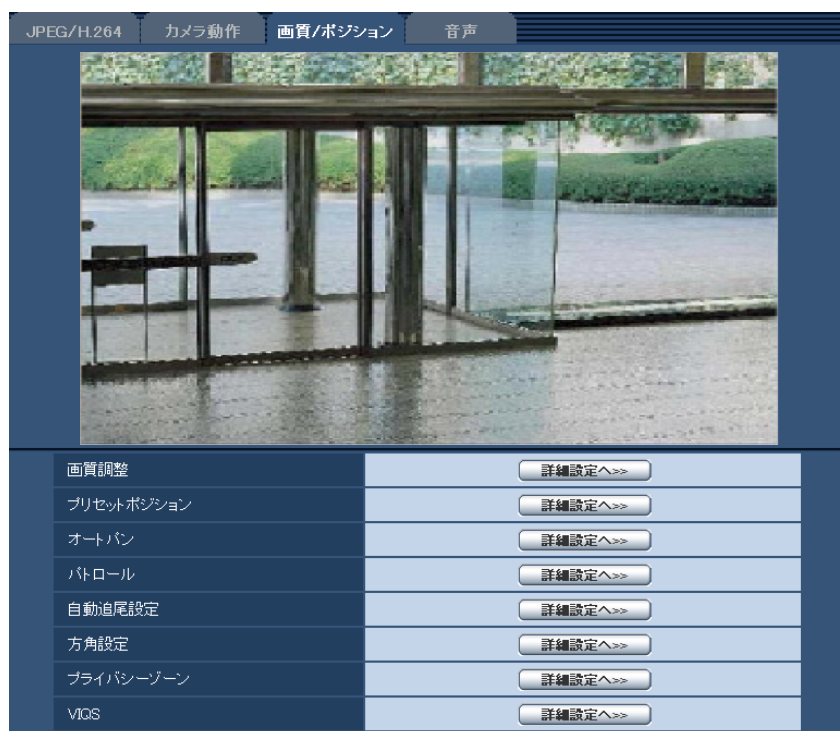 JPEG/H.264 カメラ動作 画質/ポジション 音声
画質調整 詳細設定へ>>
プリセットポジション 詳細設定へ>>
オートパン 詳細設定へ>>
パトロール 詳細設定へ>>
自動追尾設定 詳細設定へ>>
方角設定 詳細設定へ>>
プライバシーゾーン 詳細設定へ>>
VIQS 詳細設定へ>>